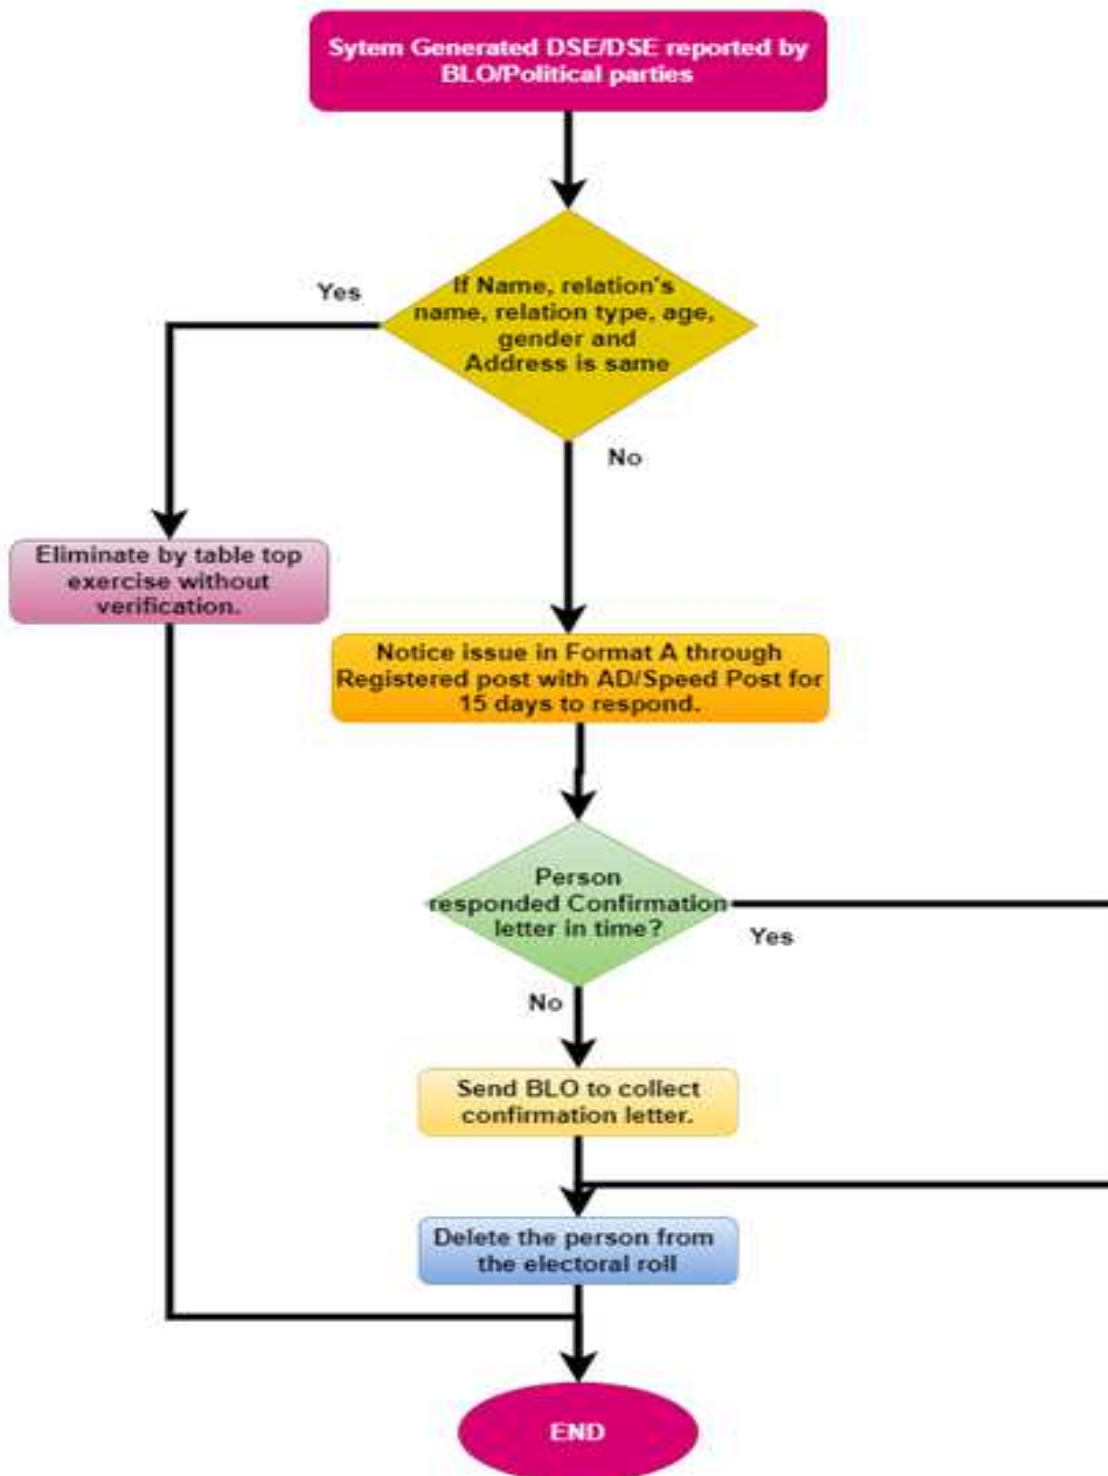 Sytem Generated DSE/DSE reported by
BLO/Political parties
If Name, relation's
name, relation type, age,
gender and
Address is same
Yes
No
Eliminate by table top
exercise without
verification.
Notice issue in Format A through
Registered post with AD/Speed Post for
15 days to respond.
Person
responded Confirmation
letter in time?
Yes
No
Send BLO to collect
confirmation letter.
Delete the person from
the electoral roll
END